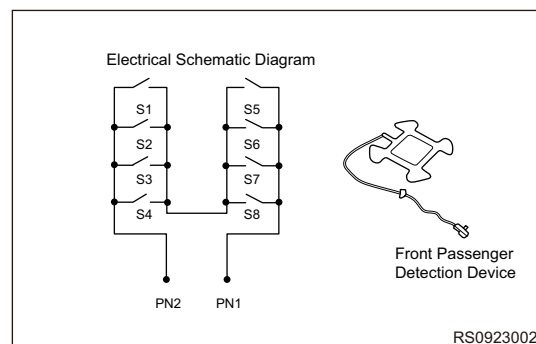 Electrical Schematic Diagram
S1
S2
S3
S4
S5
S6
S7
S8
PN2
PN1
Front Passenger
Detection Device
RS0923002